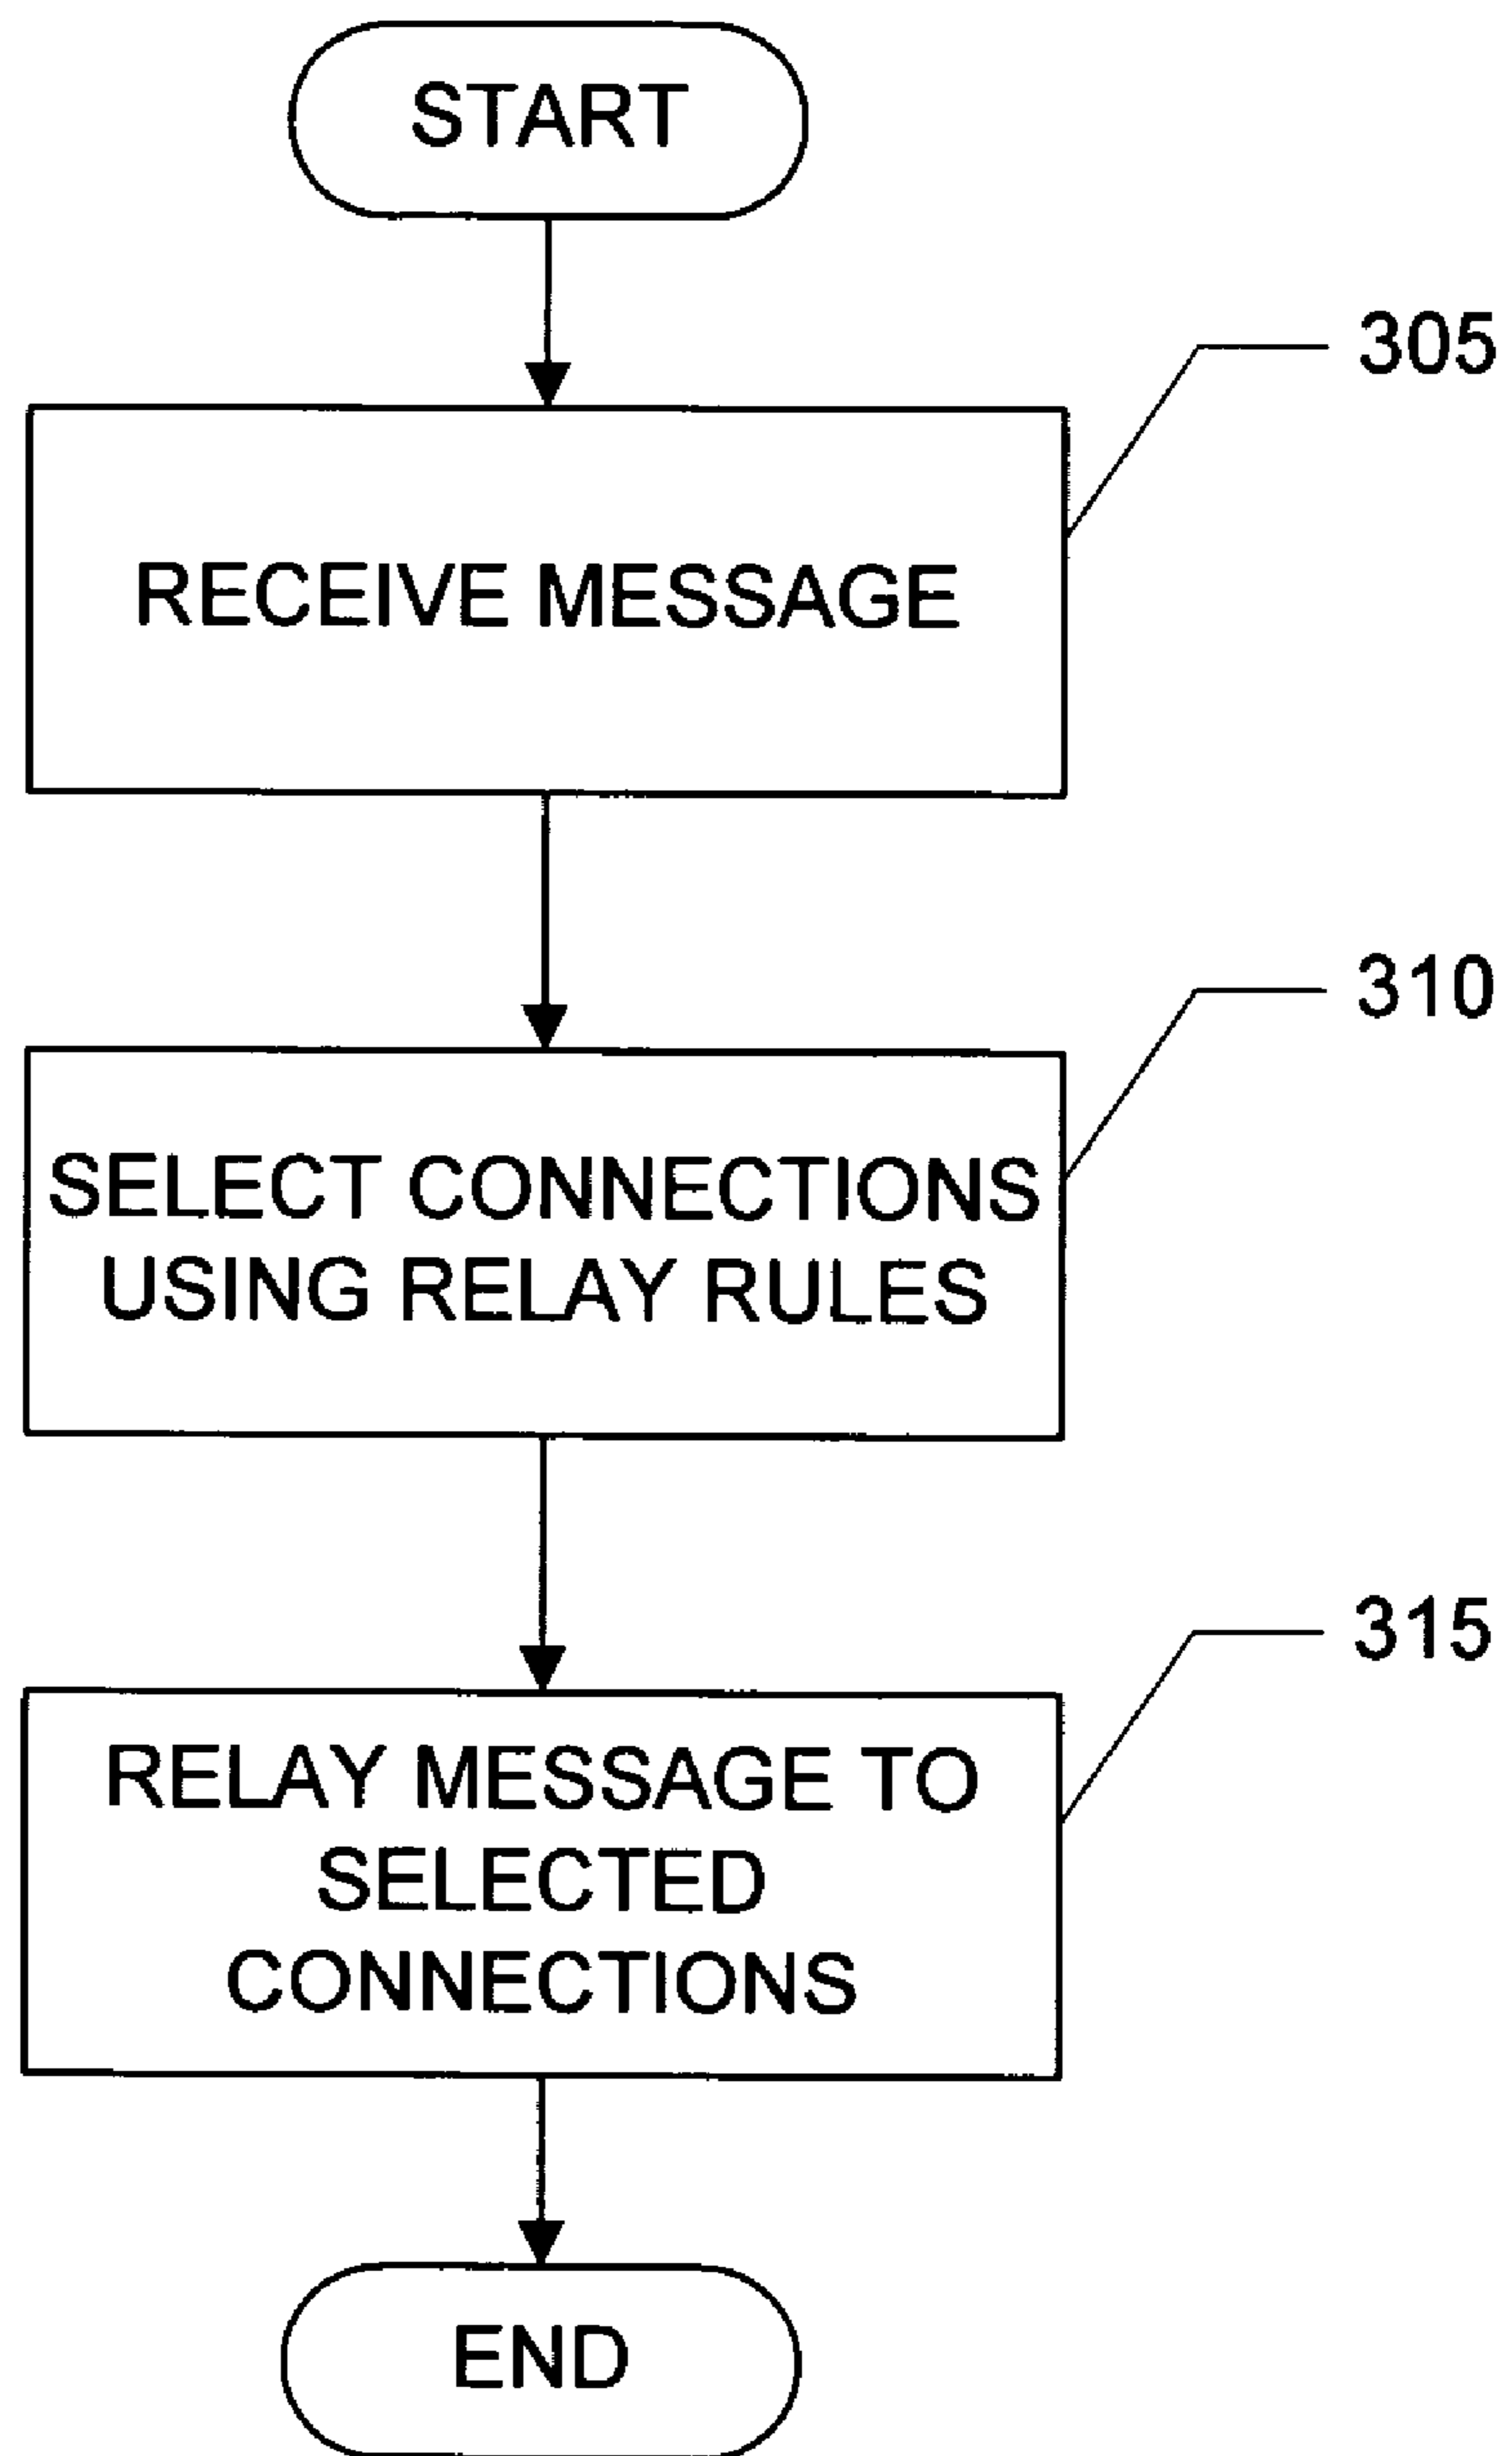 START
305
RECEIVE MESSAGE
310
SELECT CONNECTIONS
USING RELAY RULES
315
RELAY MESSAGE TO
SELECTED
CONNECTIONS
END